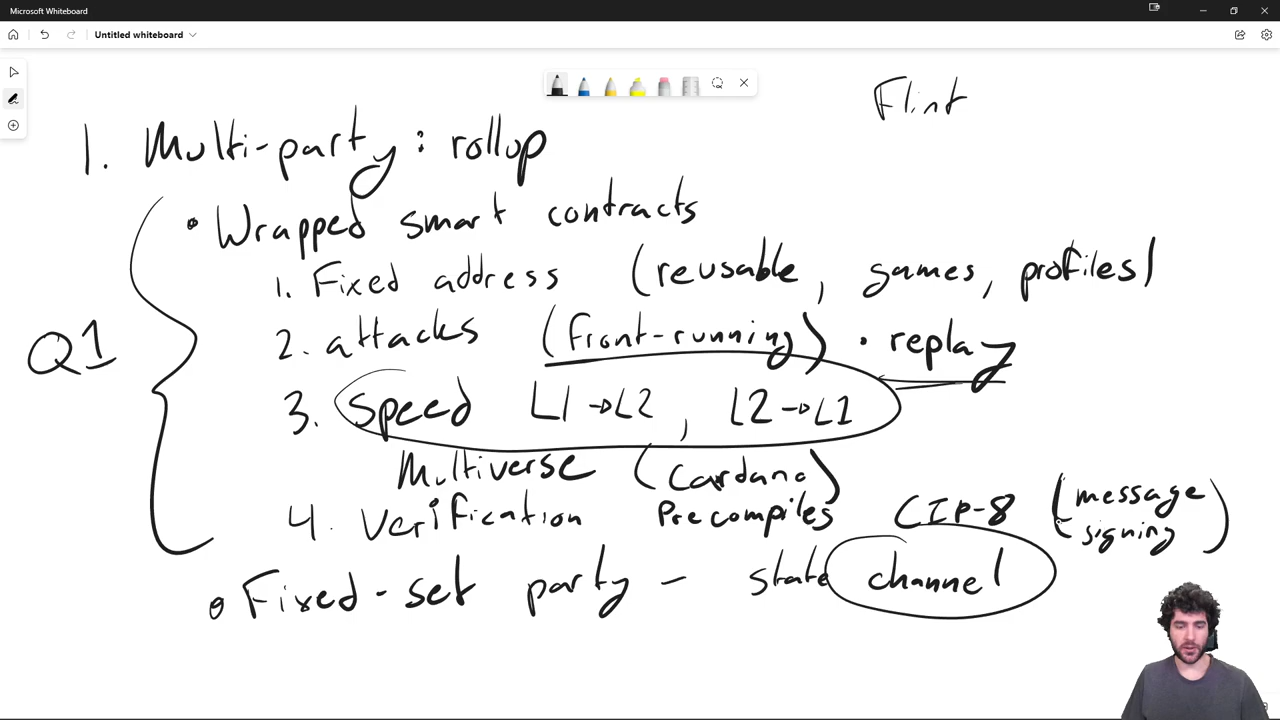 Microsoft Whiteboard
Untitled whiteboard
Flint
1. Multi-party : rollup
• Wrapped smart contracts
1. Fixed address (reusable, games, profiles)
2. attacks (front-running) • replay
Q1
3. Speed L1→L2, L2→L1
Multiverse (Cardano)
4. Verification Precompiles CIP-8 (message signing)
• Fixed-set party - state channel